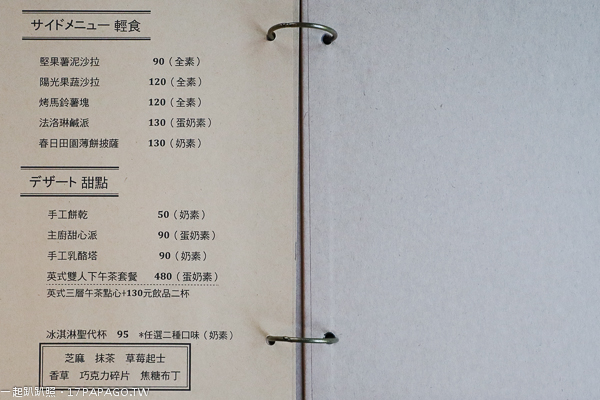 サイドメニュー 輕食
堅果薯泥沙拉 90（全素）
陽光果蔬沙拉 120（全素）
烤馬鈴薯塊 120（全素）
法洛琳鹹派 130（蛋奶素）
春日田園薄餅披薩 130（奶素）
デザート 甜點
手工餅乾 50（奶素）
主廚甜心派 90（蛋奶素）
手工乳酪塔 90（奶素）
英式雙人下午茶套餐 480（蛋奶素）
英式三層午茶點心+130元飲品二杯
冰淇淋聖代杯 95 *任選二種口味（奶素）
芝麻 抹茶 草莓起士
香草 巧克力碎片 焦糖布丁
一起趴趴照・17PAPAGO.TW